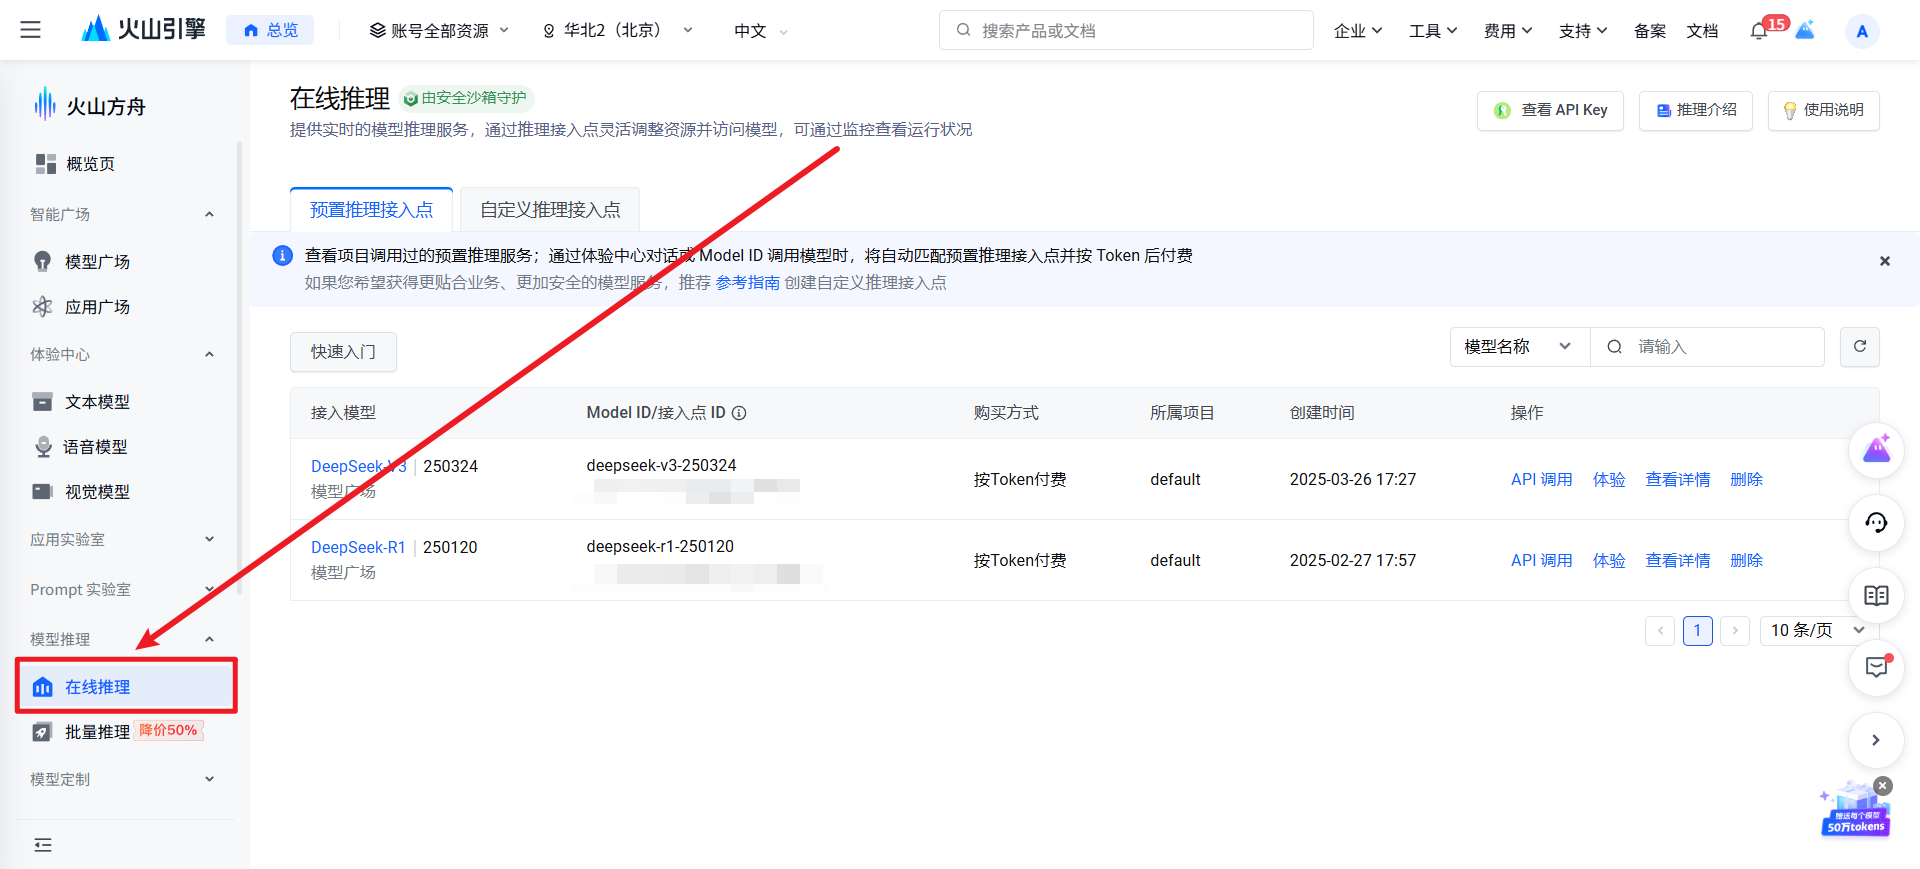 火山引擎 总览 账号全部资源 华北2（北京） 中文 搜索产品或文档 企业 工具 费用 支持 备案 文档 15 A
火山方舟
概览页
智能广场
模型广场
应用广场
体验中心
文本模型
语音模型
视觉模型
应用实验室
Prompt 实验室
模型推理
在线推理
批量推理 降价50%
模型定制
在线推理 由安全沙箱守护
提供实时的模型推理服务，通过推理接入点灵活调整资源并访问模型，可通过监控查看运行状况
查看 API Key 推理介绍 使用说明
预置推理接入点 自定义推理接入点
查看项目调用过的预置推理服务；通过体验中心对话或 Model ID 调用模型时，将自动匹配预置推理接入点并按 Token 后付费
如果您希望获得更贴合业务、更加安全的模型服务，推荐 参考指南 创建自定义推理接入点
快速入门 模型名称 请输入
接入模型 Model ID/接入点 ID 购买方式 所属项目 创建时间 操作
DeepSeek-V3 | 250324 deepseek-v3-250324 按Token付费 default 2025-03-26 17:27 API 调用 体验 查看详情 删除
模型广场
DeepSeek-R1 | 250120 deepseek-r1-250120 按Token付费 default 2025-02-27 17:57 API 调用 体验 查看详情 删除
模型广场
1 10 条/页
赠送每个模型
50万tokens